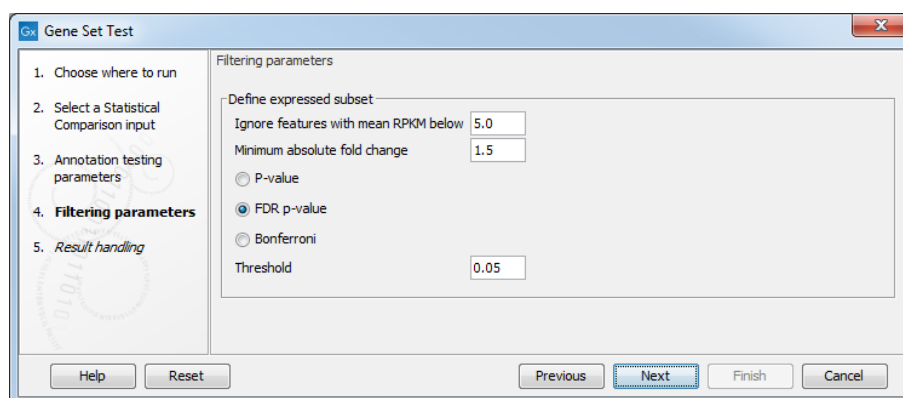 Gx Gene Set Test
1. Choose where to run
2. Select a Statistical
Comparison input
3. Annotation testing
parameters
4. Filtering parameters
5. Result handling
Filtering parameters
Define expressed subset
Ignore features with mean RPKM below 5.0
Minimum absolute fold change 1.5
P-value
FDR p-value
Bonferroni
Threshold 0.05
Help Reset Previous Next Finish Cancel